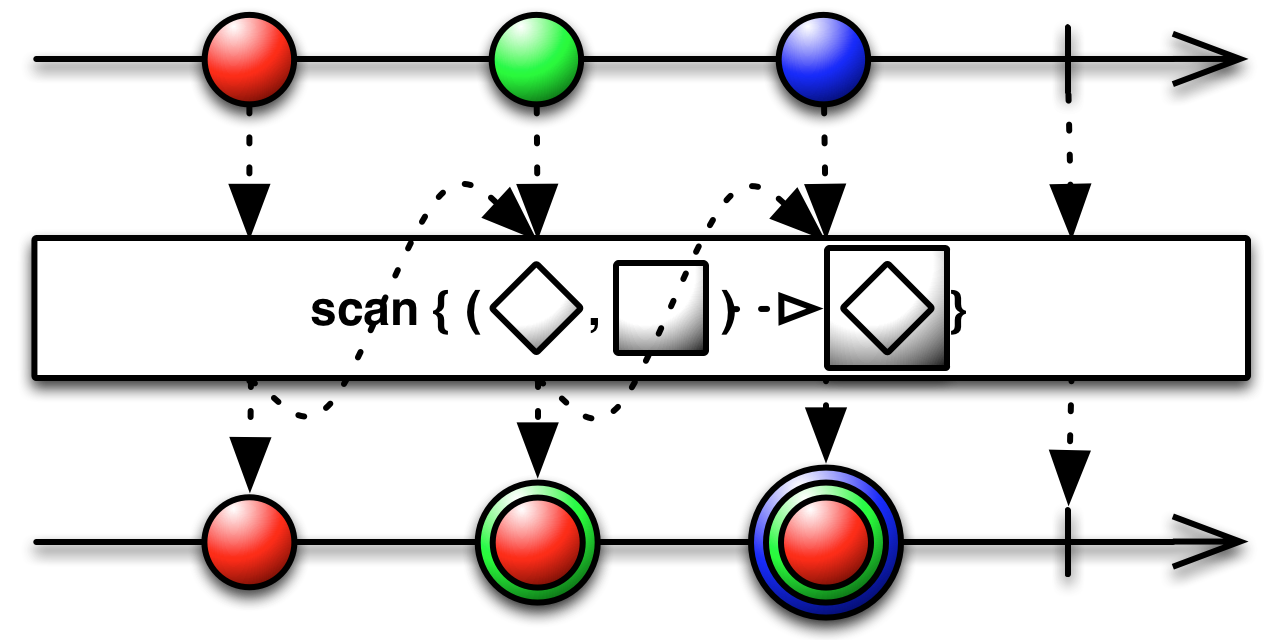 scan { ( , ) }